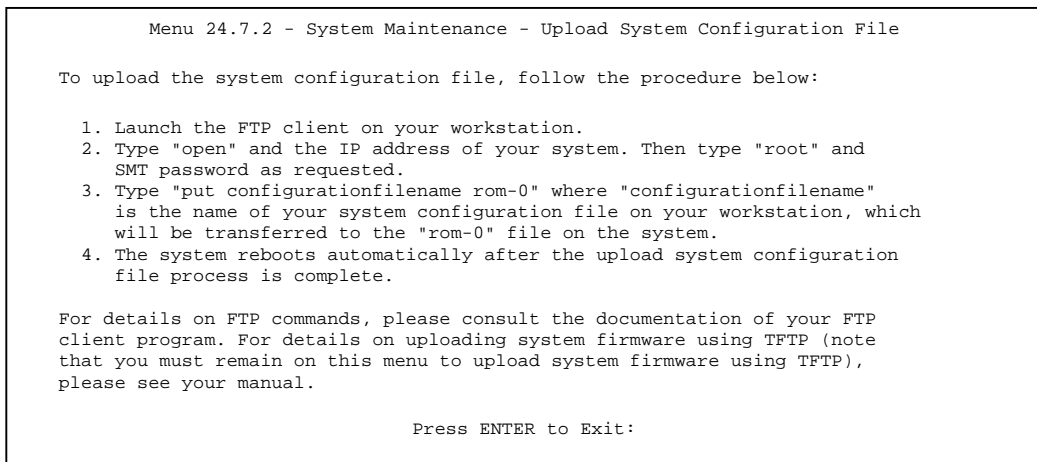 Menu 24.7.2 - System Maintenance - Upload System Configuration File
To upload the system configuration file, follow the procedure below:
1. Launch the FTP client on your workstation.
2. Type "open" and the IP address of your system. Then type "root" and
SMT password as requested.
3. Type "put configurationfilename rom-0" where "configurationfilename"
is the name of your system configuration file on your workstation, which
will be transferred to the "rom-0" file on the system.
4. The system reboots automatically after the upload system configuration
file process is complete.
For details on FTP commands, please consult the documentation of your FTP
client program. For details on uploading system firmware using TFTP (note
that you must remain on this menu to upload system firmware using TFTP),
please see your manual.
Press ENTER to Exit: